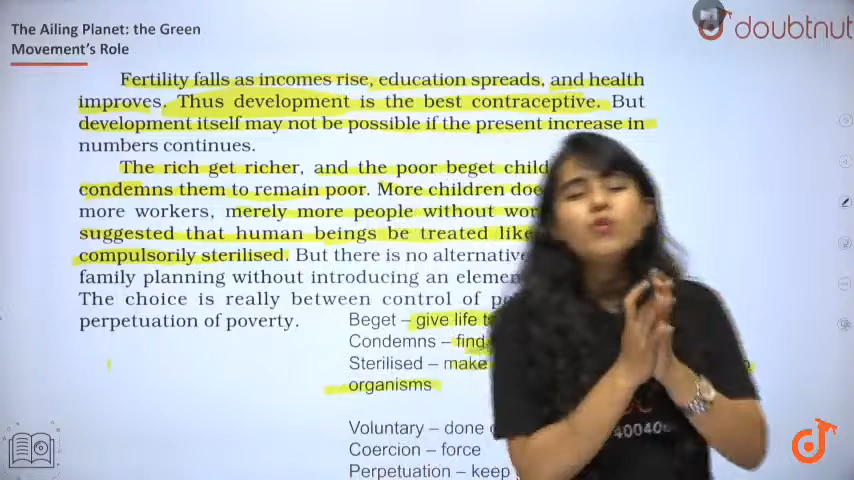 The Ailing Planet: the Green
Movement's Role
doubtnut
Fertility falls as incomes rise, education spreads, and health
improves. Thus development is the best contraceptive. But
development itself may not be possible if the present increase in
numbers continues.
The rich get richer, and the poor beget
condemns them to remain poor. More children
more workers, merely more people without
suggested that human beings be treated like
compulsorily sterilised. But there is no alternative
family planning without introducing an
The choice is really between control of
perpetuation of poverty.
Beget – give life
Condemns – find
Sterilised – make
organisms
Voluntary – done
Coercion – force
Perpetuation – keep